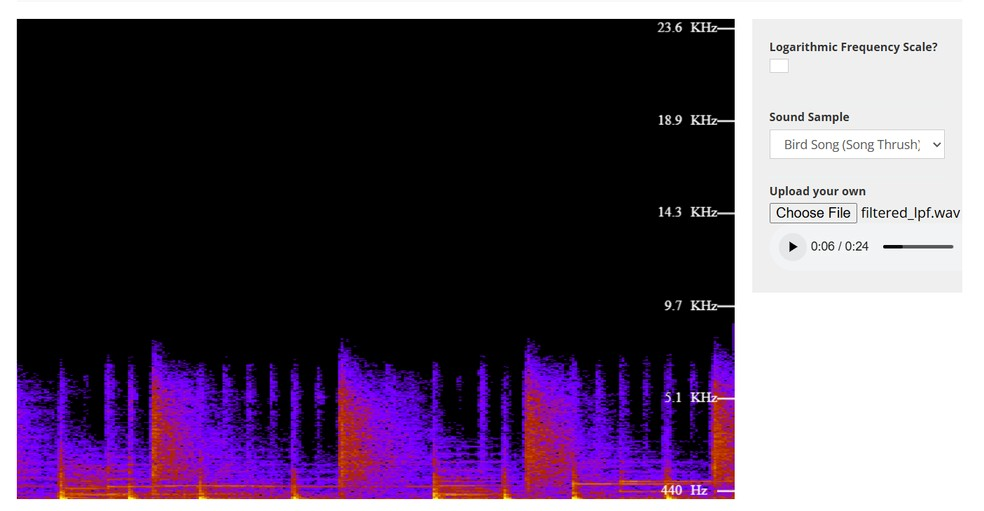 23.6 KHz
18.9 KHz
14.3 KHz
9.7 KHz
5.1 KHz
440 Hz
Logarithmic Frequency Scale?
Sound Sample
Bird Song (Song Thrush)
Upload your own
Choose File filtered_lpf.wav
0:06 / 0:24